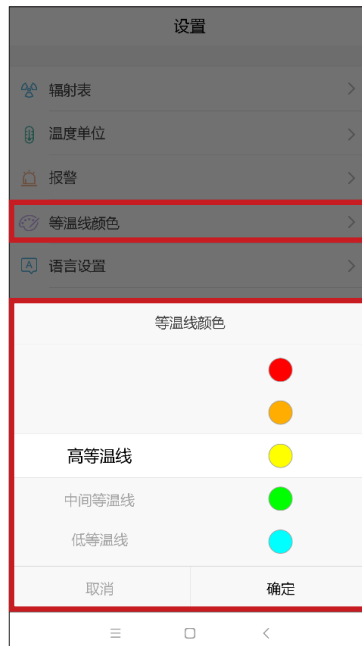 设置
辐射表
温度单位
报警
等温线颜色
语言设置
等温线颜色
高等温线
中间等温线
低等温线
取消 确定